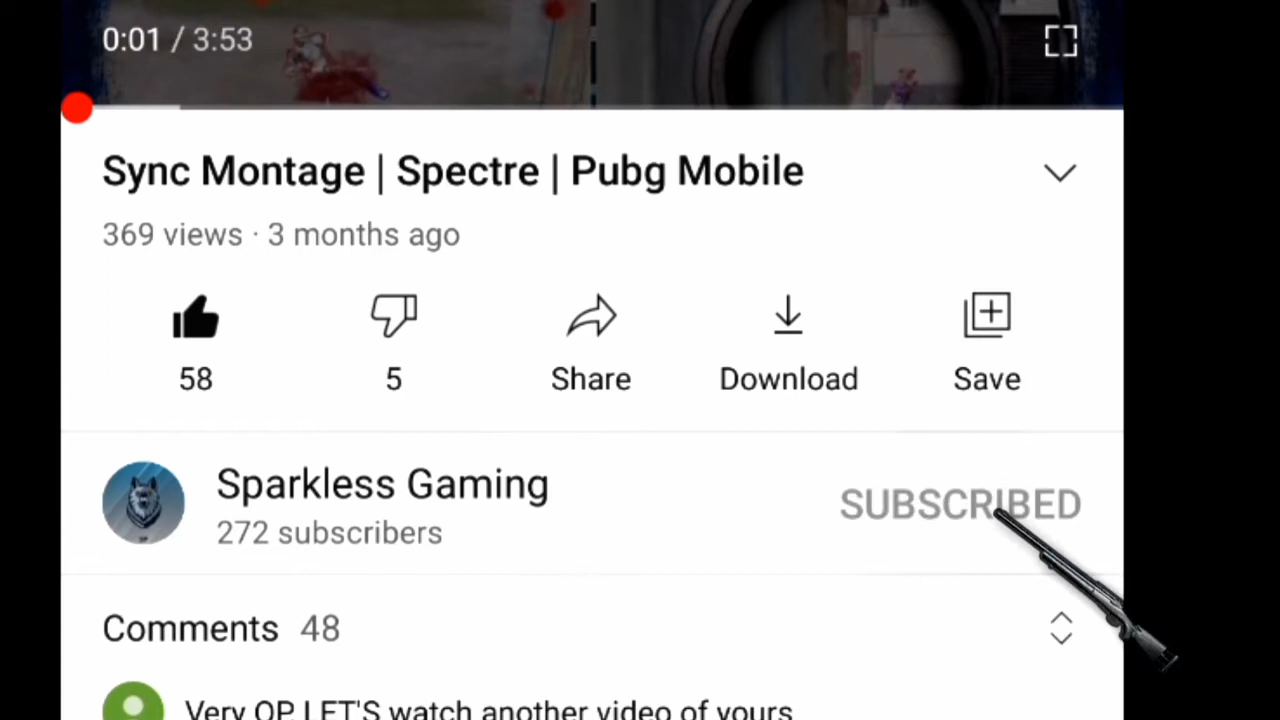 0:01 / 3:53
Sync Montage | Spectre | Pubg Mobile
369 views · 3 months ago
58
5
Share
Download
Save
Sparkless Gaming
272 subscribers
SUBSCRIBED
Comments 48
Very OP LET'S watch another video of yours